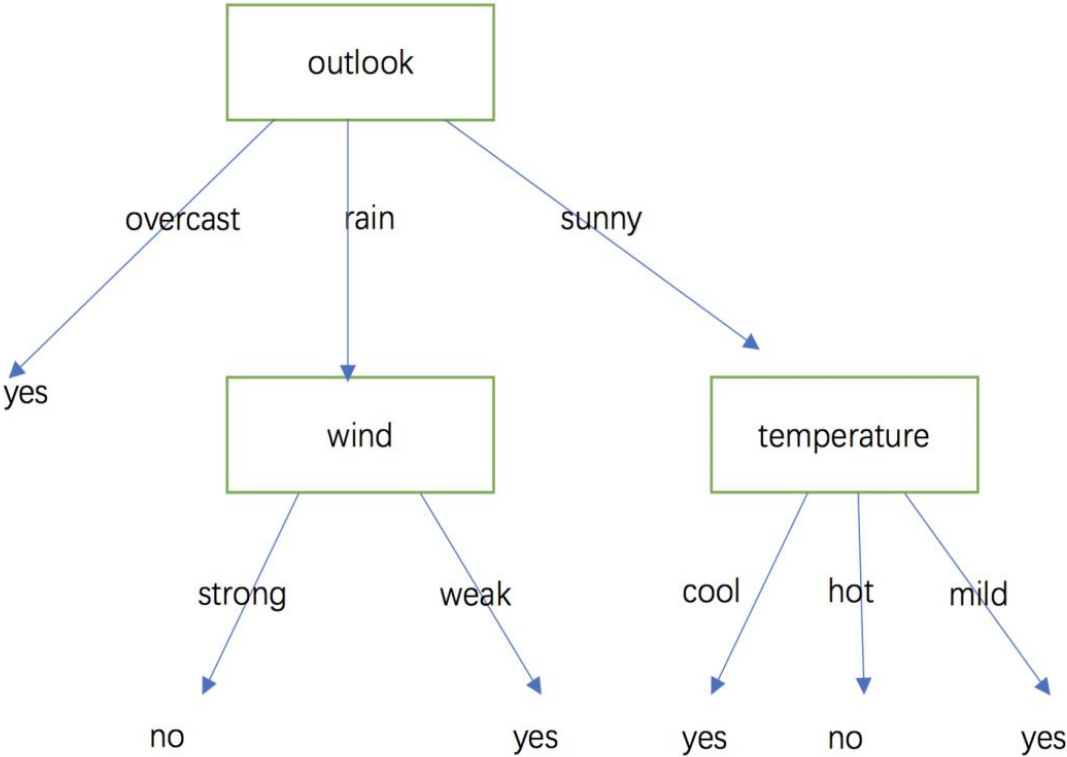 outlook
overcast
rain
sunny
yes
wind
temperature
strong
weak
cool
hot
mild
no
yes
yes
no
yes